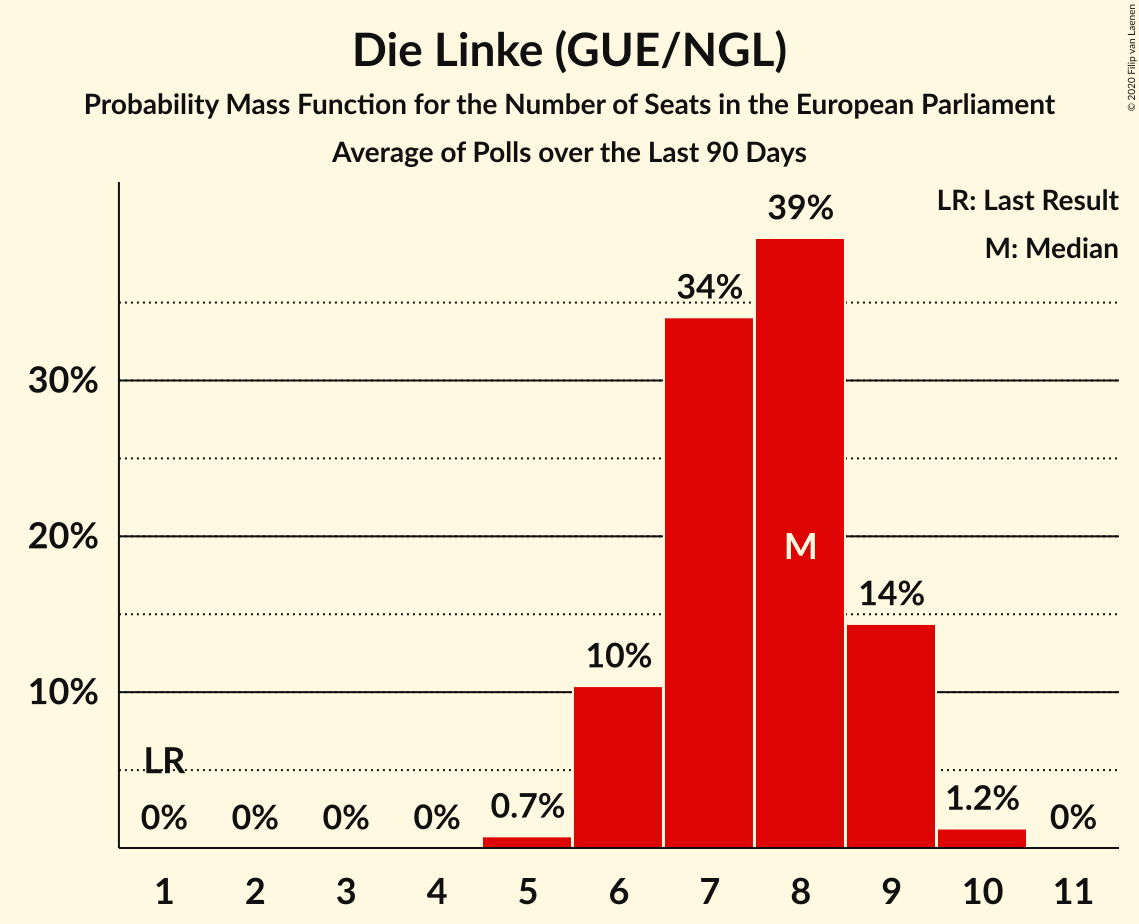 Die Linke (GUE/NGL)
Probability Mass Function for the Number of Seats in the European Parliament
Average of Polls over the Last 90 Days
© 2020 Filip van Laenen
LR: Last Result
M: Median
39%
34%
30%
20%
M
14%
10%
10%
LR
0%
0%
0%
0%
0.7%
1.2%
0%
1 2 3 4 5 6 7 8 9 10 11